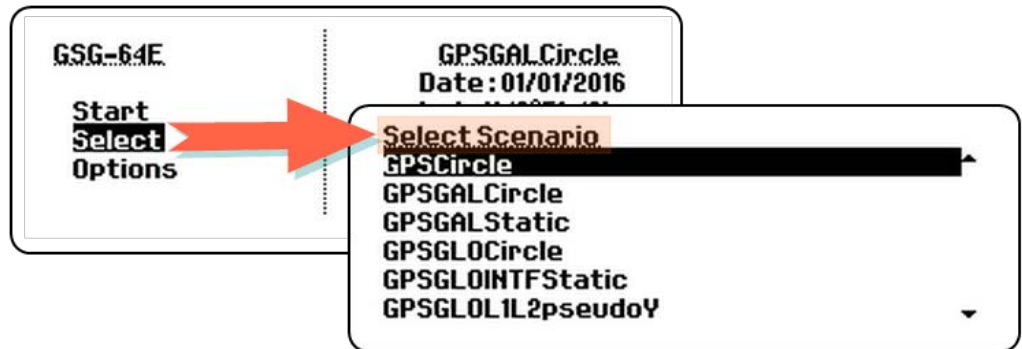 GSG-64E
Start
Select
Options
GPSGALCircle
Date:01/01/2016
Select Scenario
GPSCircle
GPSGALCircle
GPSGALStatic
GPSGLOCircle
GPSGLOINTFStatic
GPSGLOL1L2pseudoY